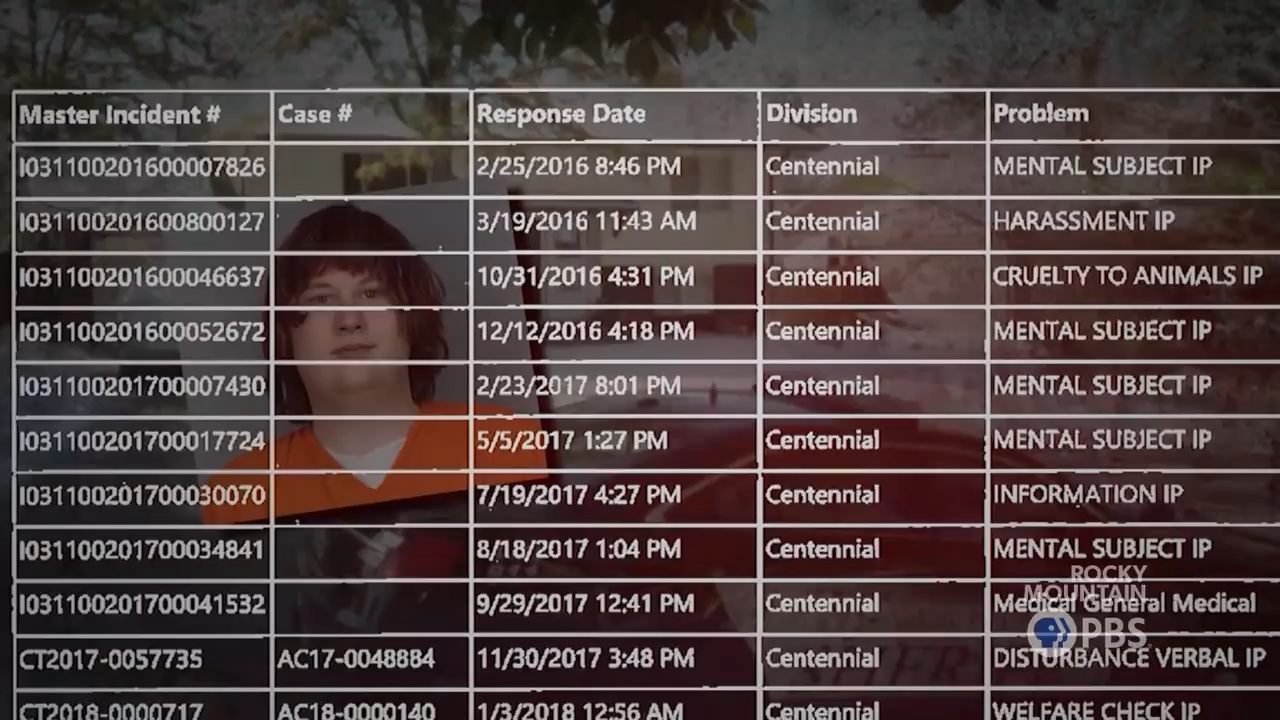 Master Incident # Case # Response Date Division Problem
I03110020160​0007826 2/25/2016 8:46 PM Centennial MENTAL SUBJECT IP
I031100201600800127 3/19/2016 11:43 AM Centennial HARASSMENT IP
I031100201600046637 10/31/2016 4:31 PM Centennial CRUELTY TO ANIMALS IP
I031100201600052672 12/12/2016 4:18 PM Centennial MENTAL SUBJECT IP
I031100201700007430 2/23/2017 8:01 PM Centennial MENTAL SUBJECT IP
I031100201700017724 5/5/2017 1:27 PM Centennial MENTAL SUBJECT IP
I031100201700030070 7/19/2017 4:27 PM Centennial INFORMATION IP
I031100201700034841 8/18/2017 1:04 PM Centennial MENTAL SUBJECT IP
I031100201700041532 9/29/2017 12:41 PM Centennial Medical General Medical
CT2017-0057735 AC17-0048884 11/30/2017 3:48 PM Centennial DISTURBANCE VERBAL IP
CT2018-0000717 AC18-0000140 1/3/2018 12:56 AM Centennial WELFARE CHECK IP
ROCKY
MOUNTAIN
PBS